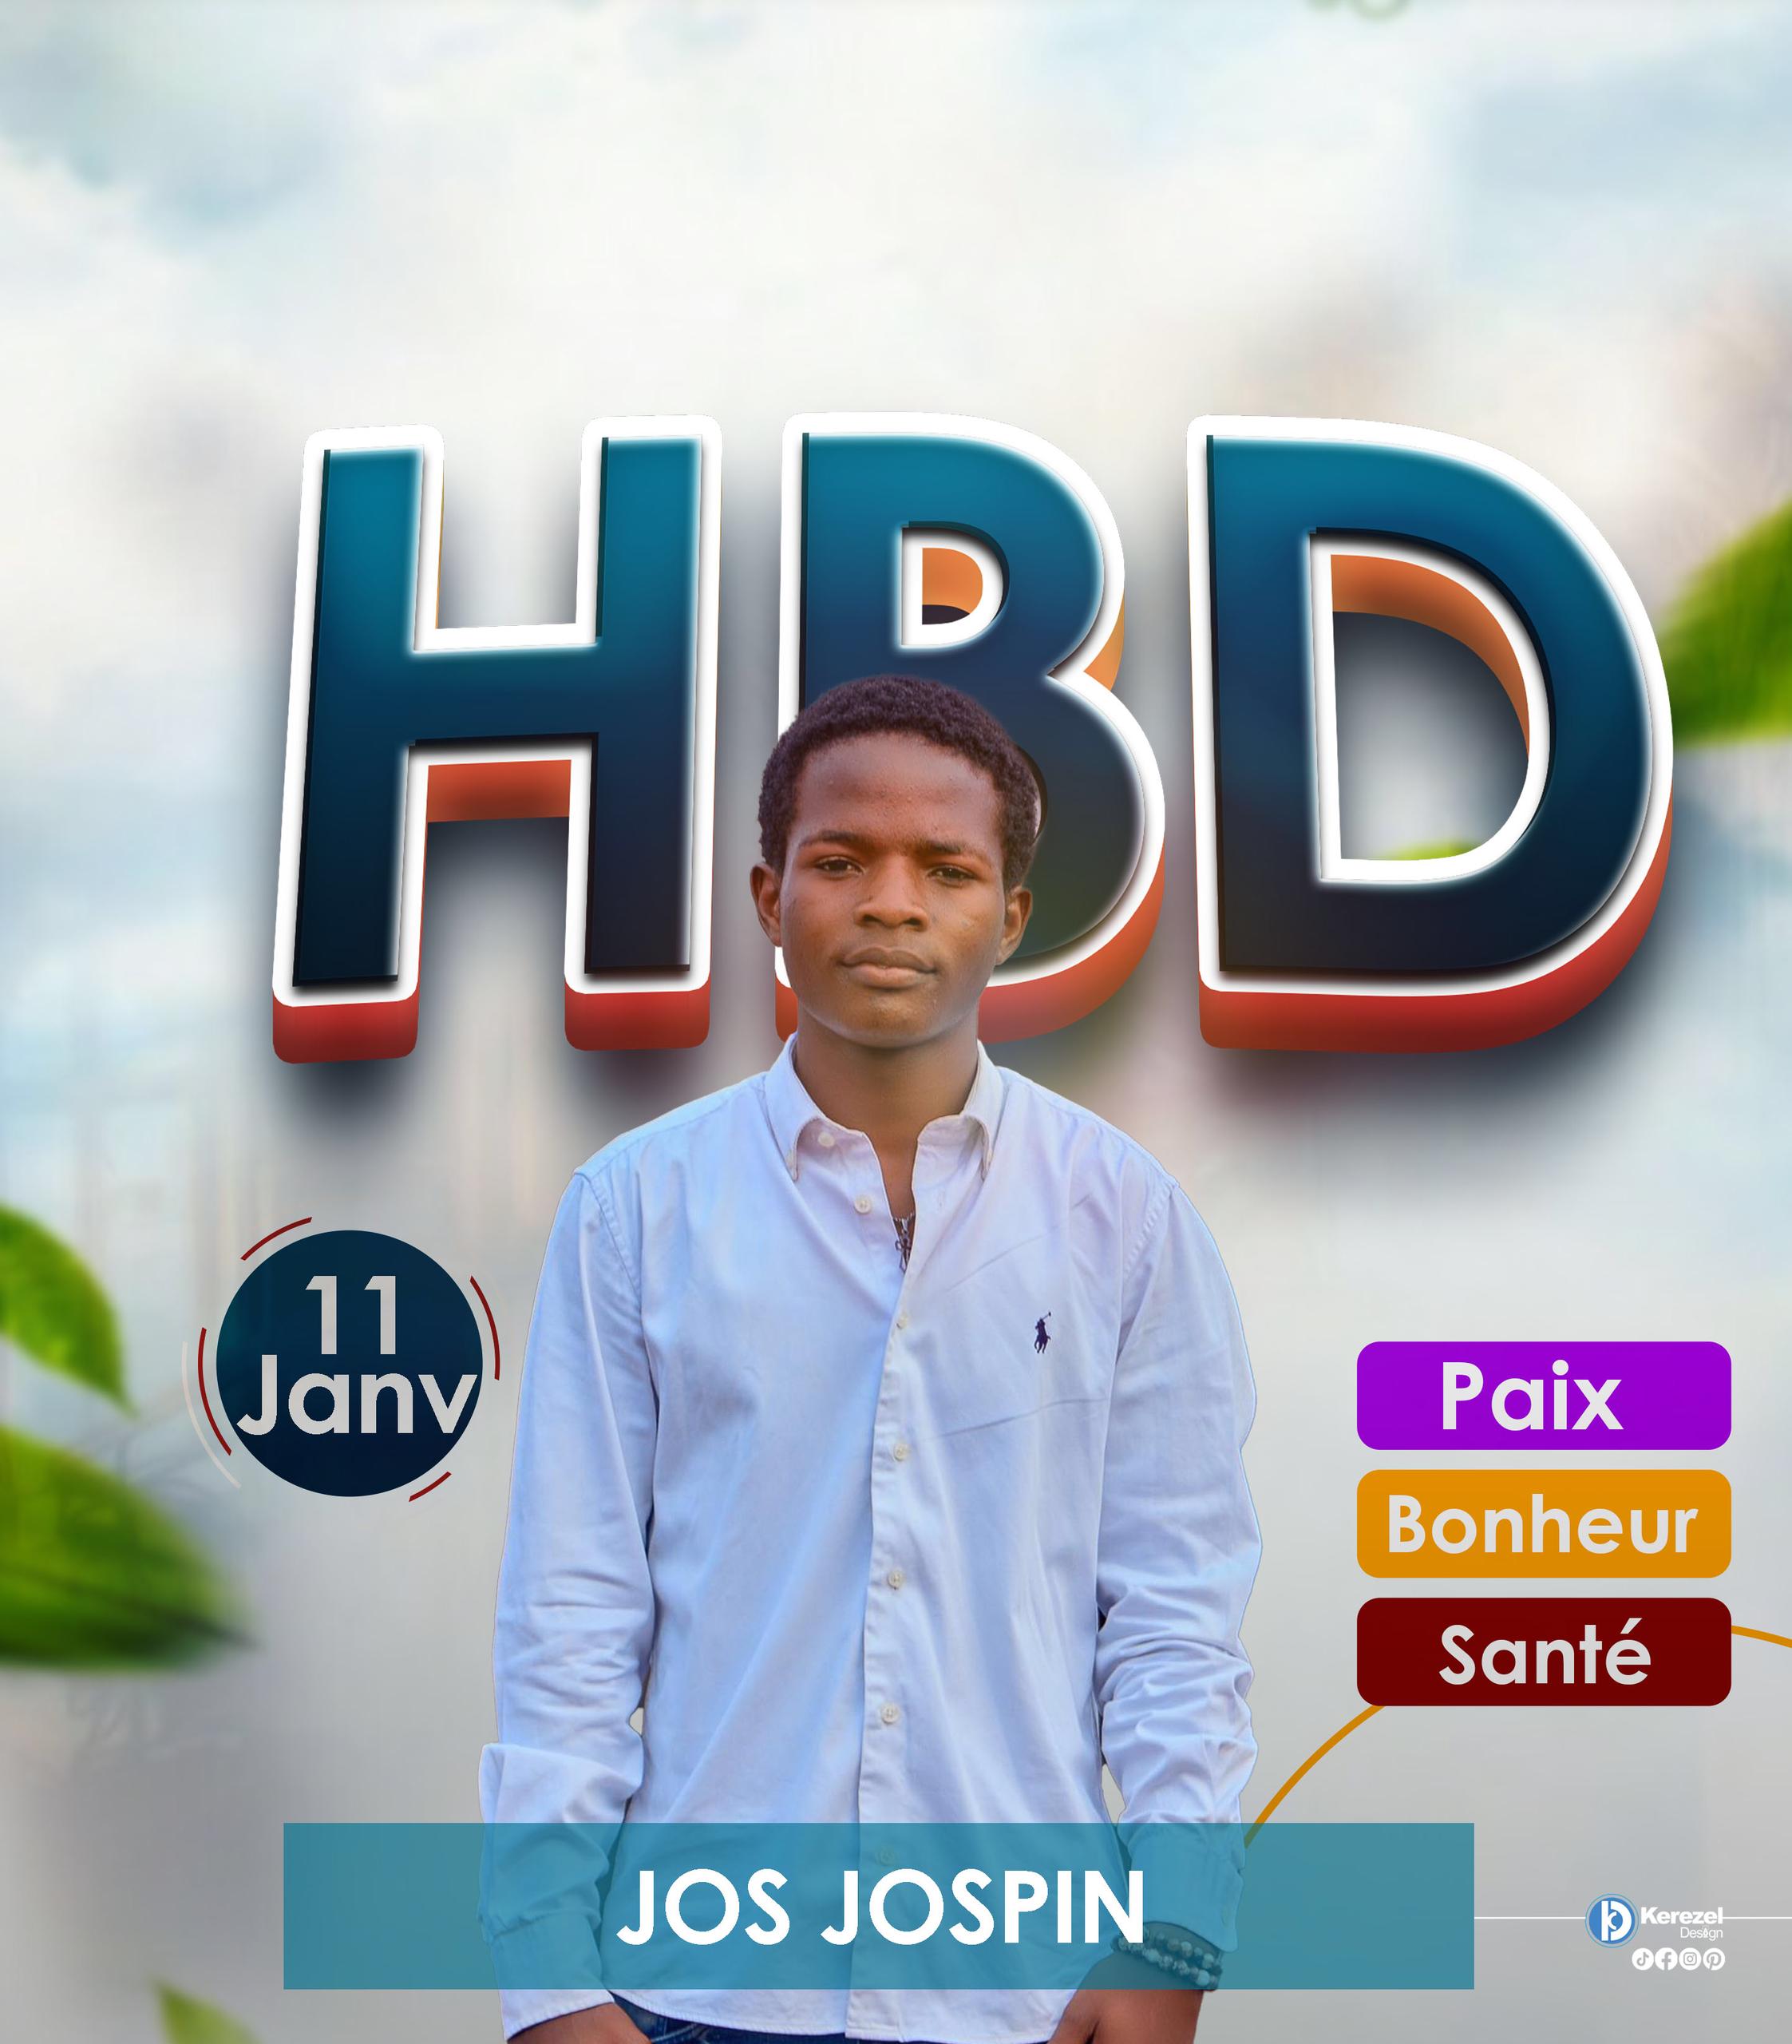 HBD
11
Janv
Paix
Bonheur
Santé
JOS JOSPIN
Kerezel
Design